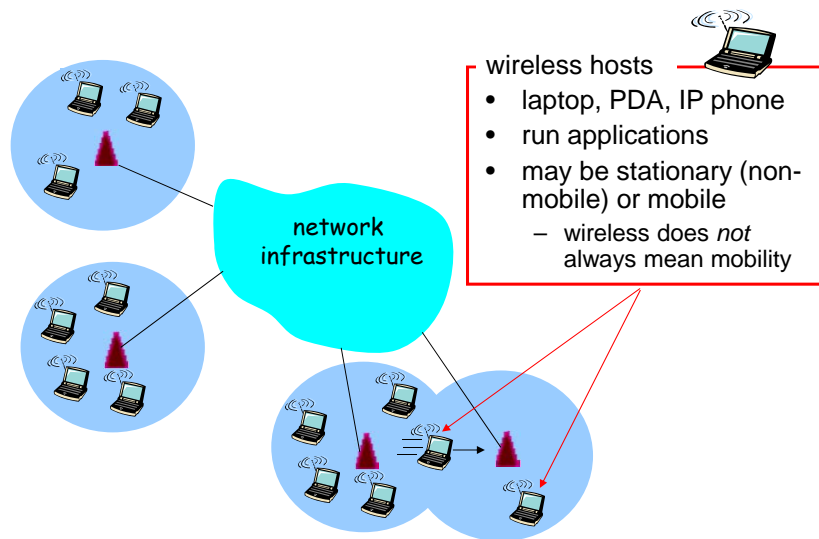 wireless hosts
• laptop, PDA, IP phone
• run applications
• may be stationary (non-
mobile) or mobile
– wireless does not
always mean mobility
network
infrastructure